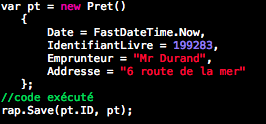 var pt = new Pret()
{
Date = FastDateTime.Now,
IdentifiantLivre = 199283,
Emprunteur = "Mr Durand",
Addresse = "6 route de la mer"
};
//code exécuté
rap.Save(pt.ID, pt);